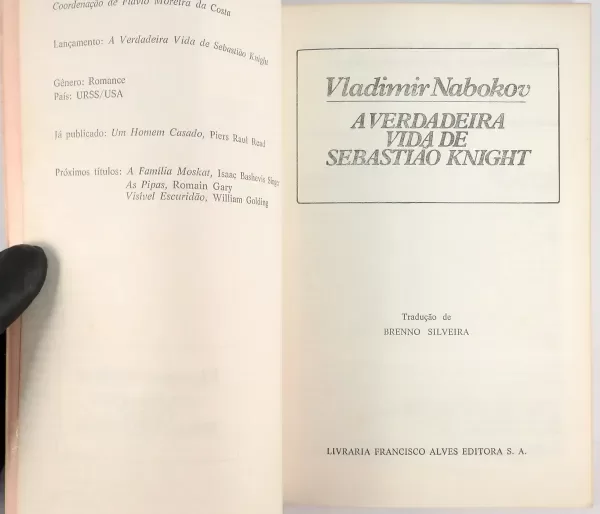 Coordenação de Flávio Moreira da Costa
Lançamento: A Verdadeira Vida de Sebastião Knight
Gênero: Romance
País: URSS/USA
Já publicado: Um Homem Casado, Piers Raul Read
Próximos títulos: A Família Moskat, Isaac Bashevis Singer
As Pipas, Romain Gary
Visível Escuridão, William Golding
Vladimir Nabokov
A VERDADEIRA
VIDA DE
SEBASTIÃO KNIGHT
Tradução de
BRENNO SILVEIRA
LIVRARIA FRANCISCO ALVES EDITORA S. A.